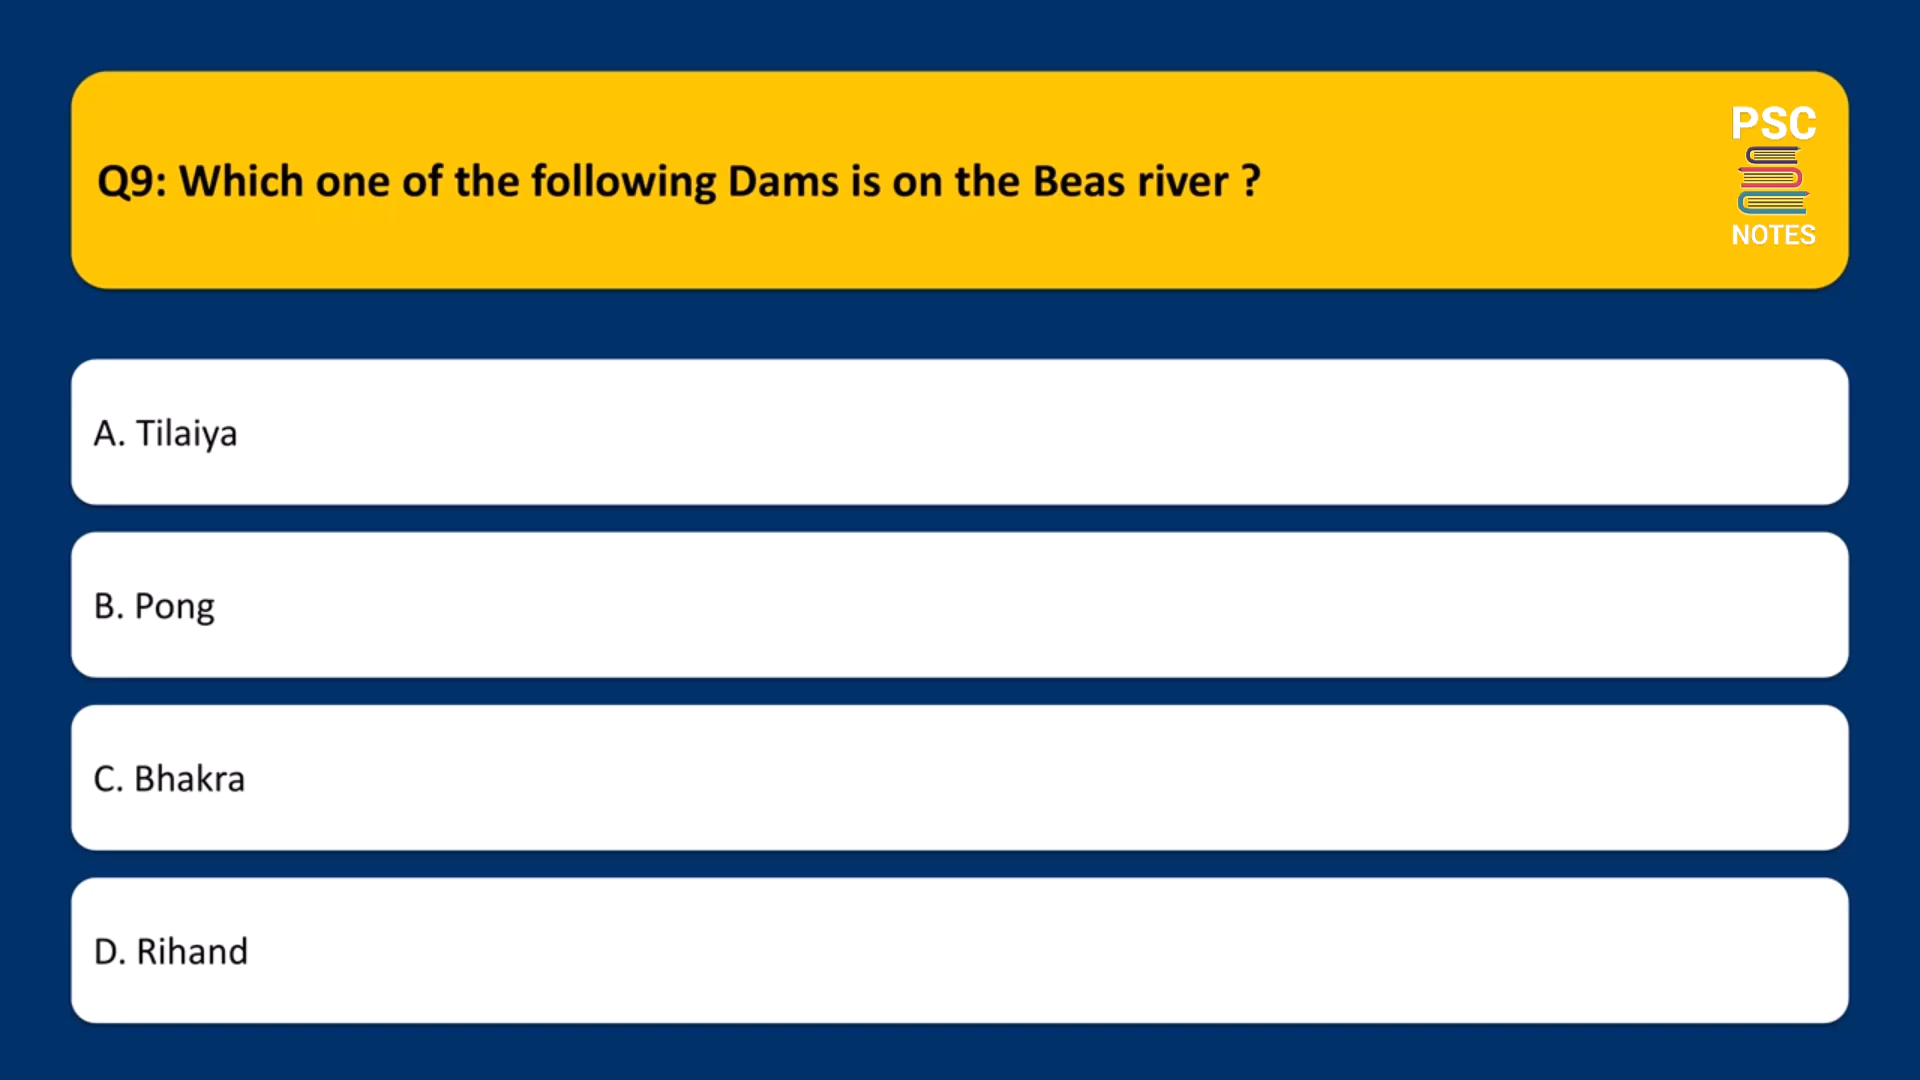 PSC
Q9: Which one of the following Dams is on the Beas river ?
NOTES
A. Tilaiya
B. Pong
C. Bhakra
D. Rihand